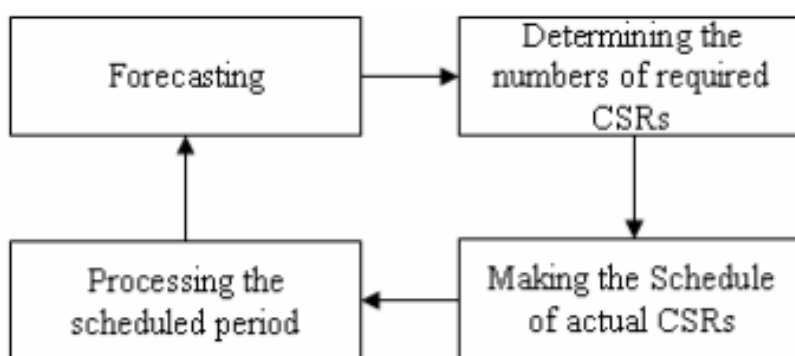 Forecasting
Determining the
numbers of required
CSRs
Processing the
scheduled period
Making the Schedule
of actual CSRs